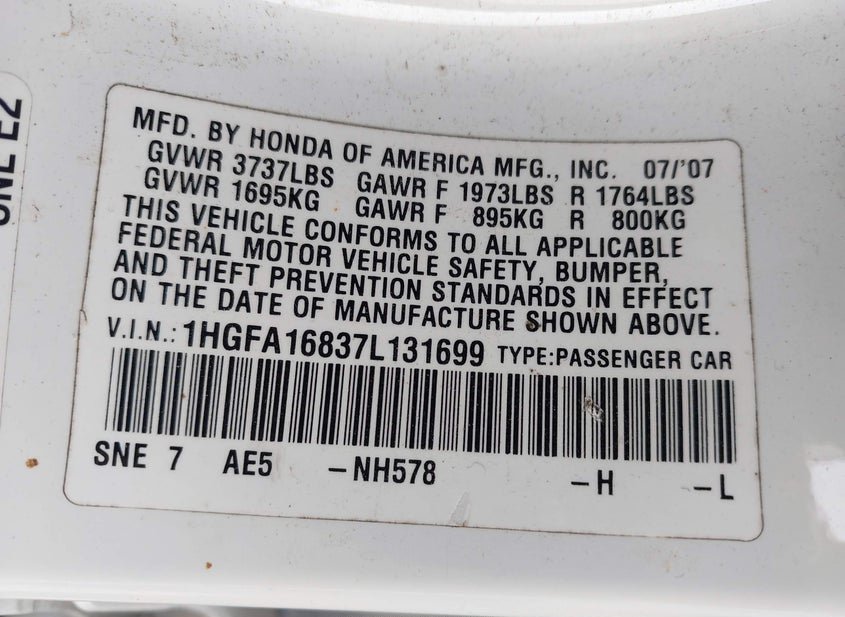 SNE E2
MFD. BY HONDA OF AMERICA MFG., INC. 07/'07
GVWR 3737LBS GAWR F 1973LBS R 1764LBS
GVWR 1695KG GAWR F 895KG R 800KG
THIS VEHICLE CONFORMS TO ALL APPLICABLE
FEDERAL MOTOR VEHICLE SAFETY, BUMPER,
AND THEFT PREVENTION STANDARDS IN EFFECT
ON THE DATE OF MANUFACTURE SHOWN ABOVE.
V.I.N.: 1HGFA16837L131699 TYPE:PASSENGER CAR
SNE 7 AE5 -NH578 -H -L